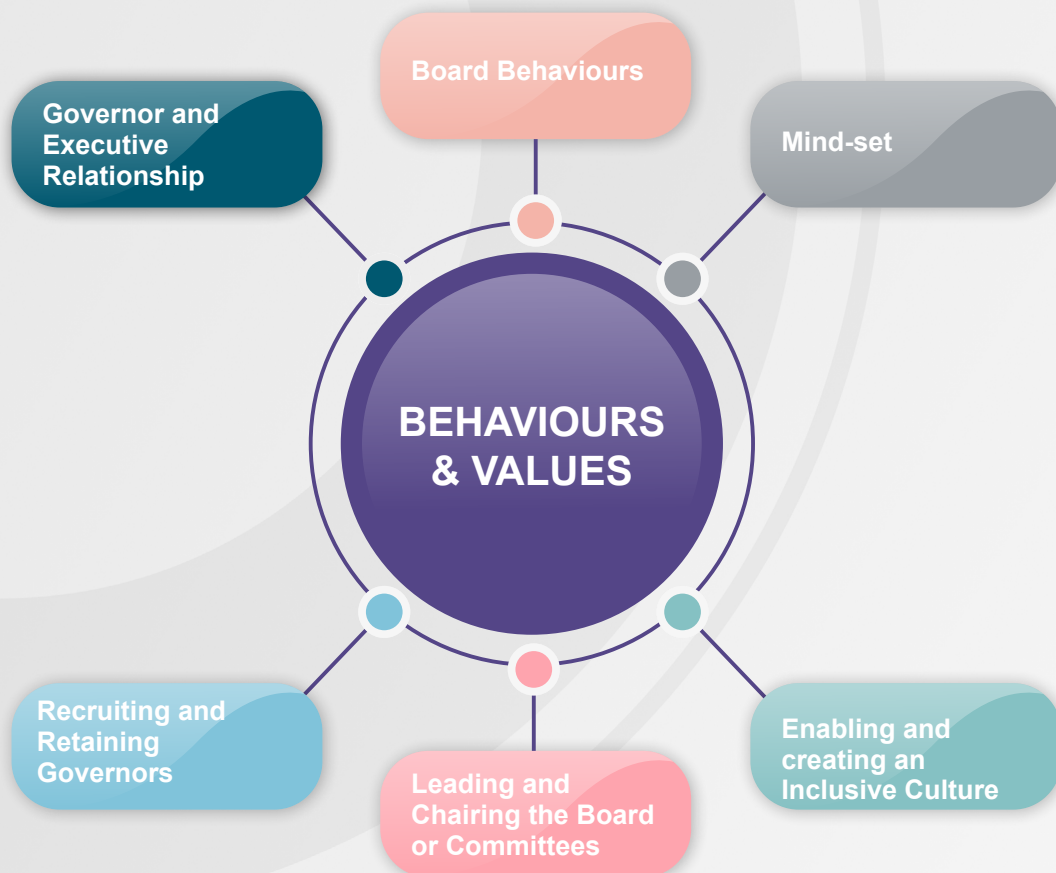 Board Behaviours
Governor and
Executive
Relationship
Mind-set
BEHAVIOURS
& VALUES
Recruiting and
Retaining
Governors
Leading and
Chairing the Board
or Committees
Enabling and
creating an
Inclusive Culture